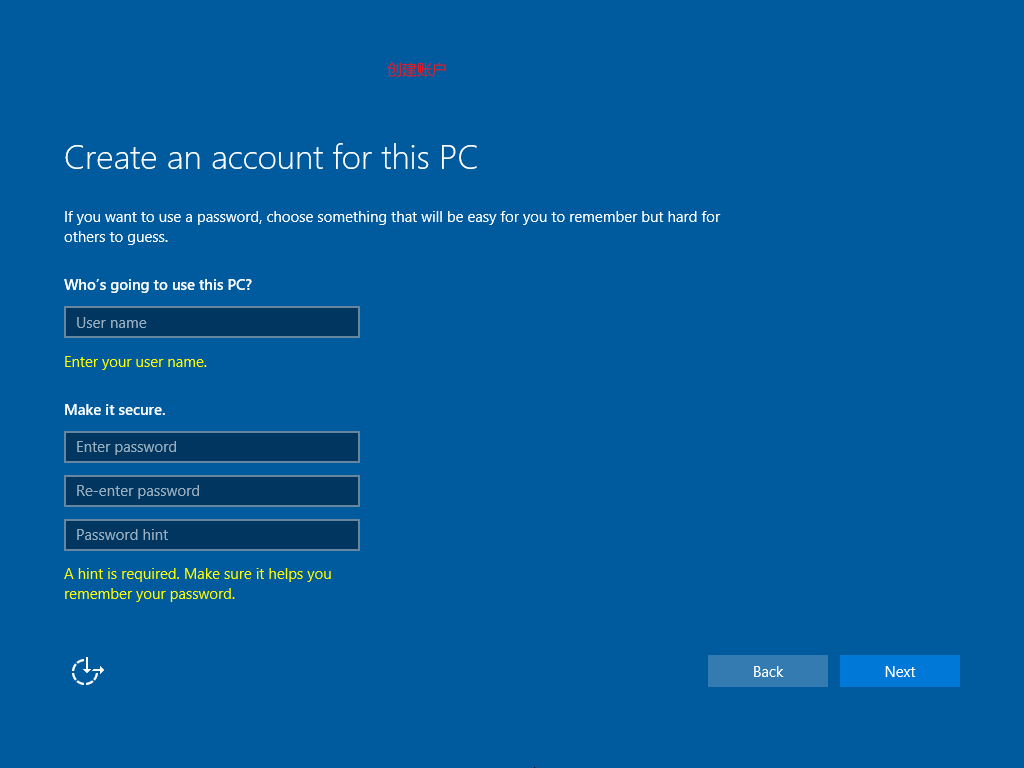 创建账户
Create an account for this PC
If you want to use a password, choose something that will be easy for you to remember but hard for
others to guess.
Who's going to use this PC?
User name
Enter your user name.
Make it secure.
Enter password
Re-enter password
Password hint
A hint is required. Make sure it helps you
remember your password.
Back
Next